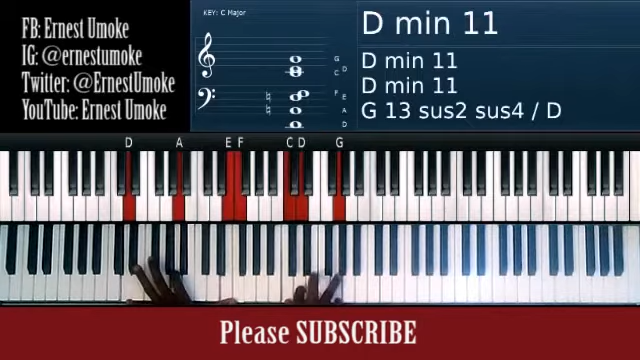 FB: Ernest Umoke
IG: @ernestumoke
Twitter: @ErnestUmoke
YouTube: Ernest Umoke
KEY: C Major
G
D
C
F
E
A
D
D min 11
D min 11
D min 11
G 13 sus2 sus4 / D
D A E F C D G
Please SUBSCRIBE